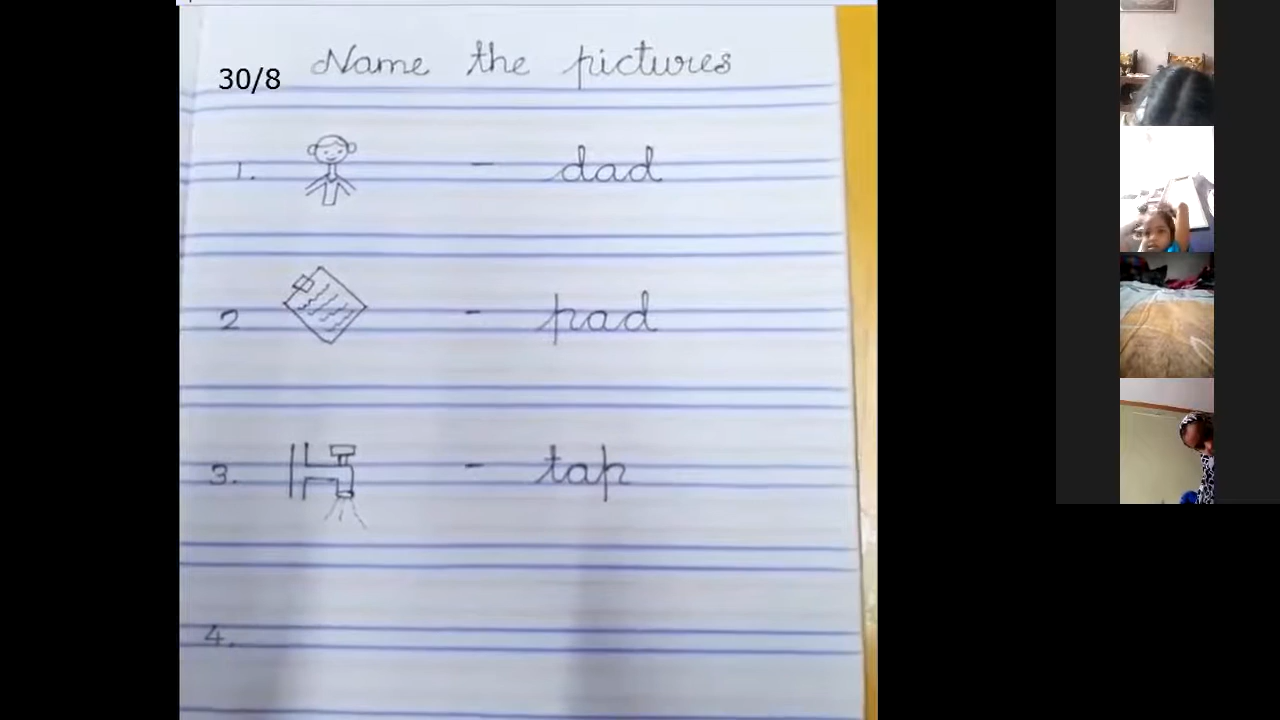 Name the pictures
30/8
1. - dad
2 - pad
3. - tap
4.